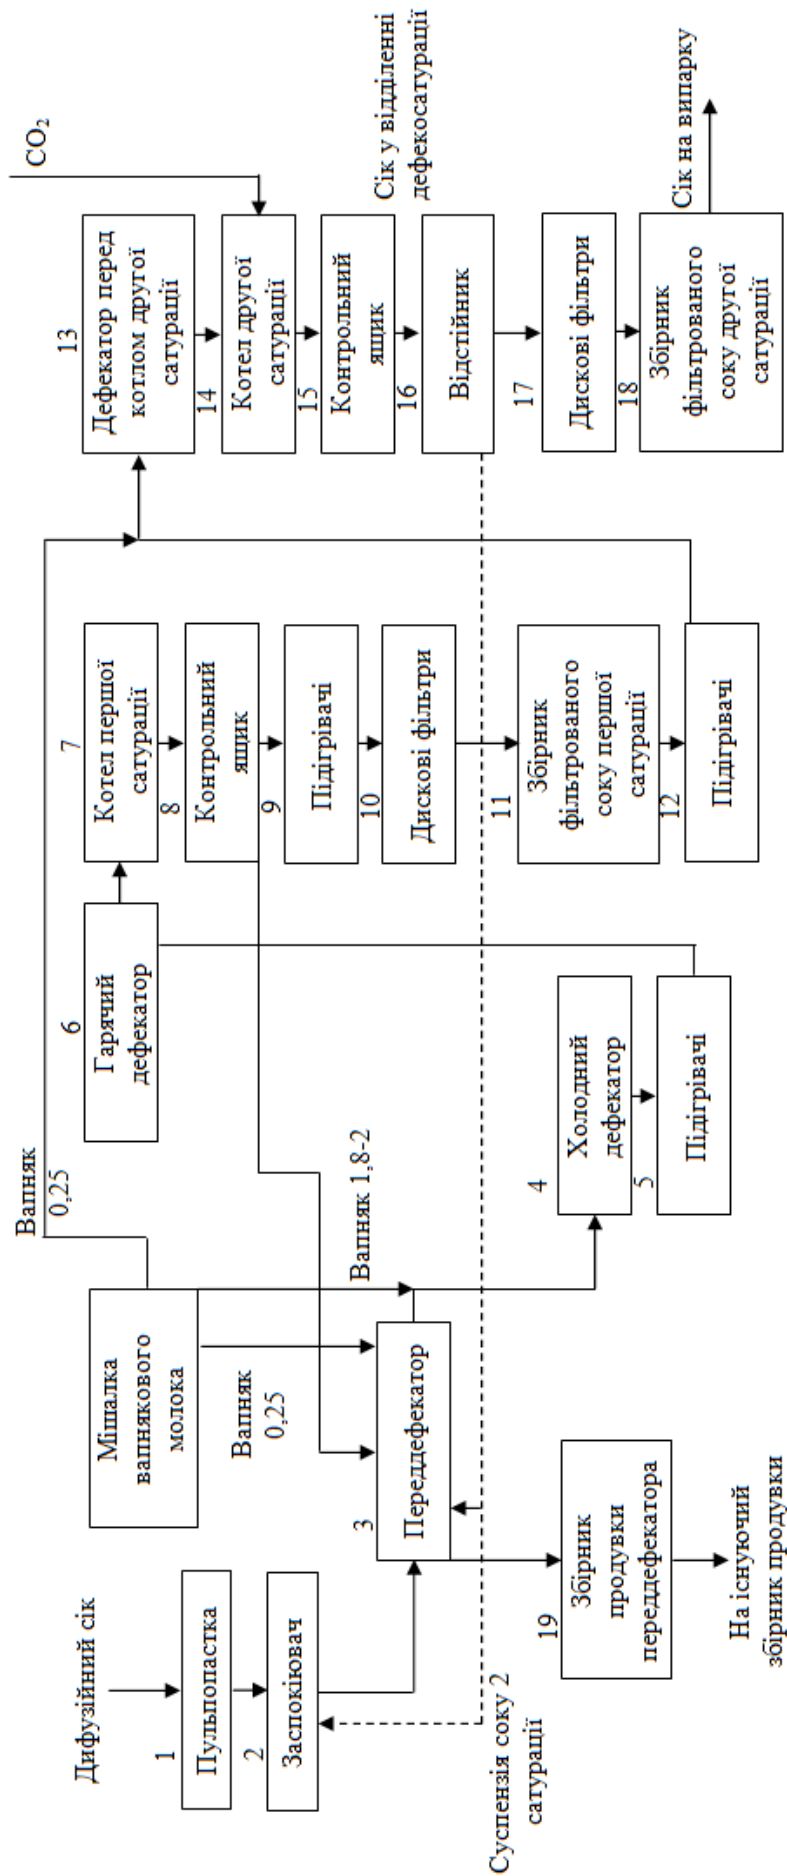 Дифузійний сік
1
Пульпопастка
2
Заспокіювач
Суспензія соку 2
сатурації
Мішалка
вапнякового
молока
Вапняк
0,25
Вапняк
0,25
Вапняк 1,8-2
3
Переддефекатор
19
Збірник
продувки
переддефекатора
На існуючий
збірник продувки
4
Холодний
дефекатор
5
Підігрівачі
6
Гарячий
дефекатор
7
Котел першої
сатурації
8
Контрольний
ящик
9
Підігрівачі
10
Дискові фільтри
11
Збірник
фільтрованого
соку першої
сатурації
12
Підігрівачі
13
Дефекатор перед
котлом другої
сатурації
CO₂
14
Котел другої
сатурації
15
Контрольний
ящик
16
Відстійник
Сік у відділенні
дефекосатурації
17
Дискові фільтри
18
Збірник
фільтрованого
соку другої
сатурації
Сік на випарку